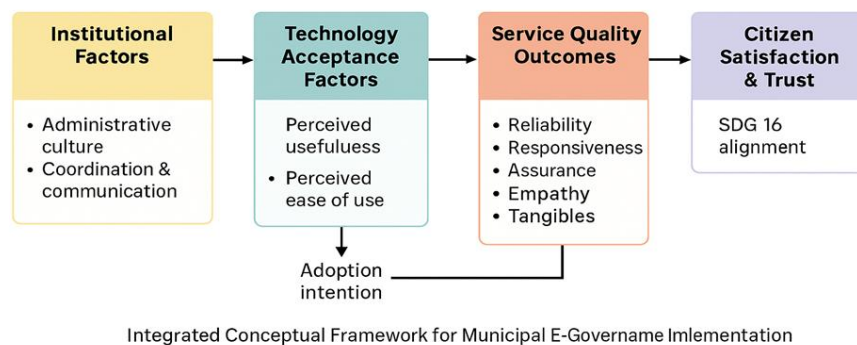 Institutional
Factors
• Administrative
culture
• Coordination &
communication
Technology
Acceptance
Factors
Perceived
usefuluess
• Perceived
ease of use
Adoption
intention
Service Quality
Outcomes
• Reliability
• Responsiveness
• Assurance
• Empathy
• Tangibles
Citizen
Satisfaction
& Trust
SDG 16
alignment
Integrated Conceptual Framework for Municipal E-Govername Imlementation